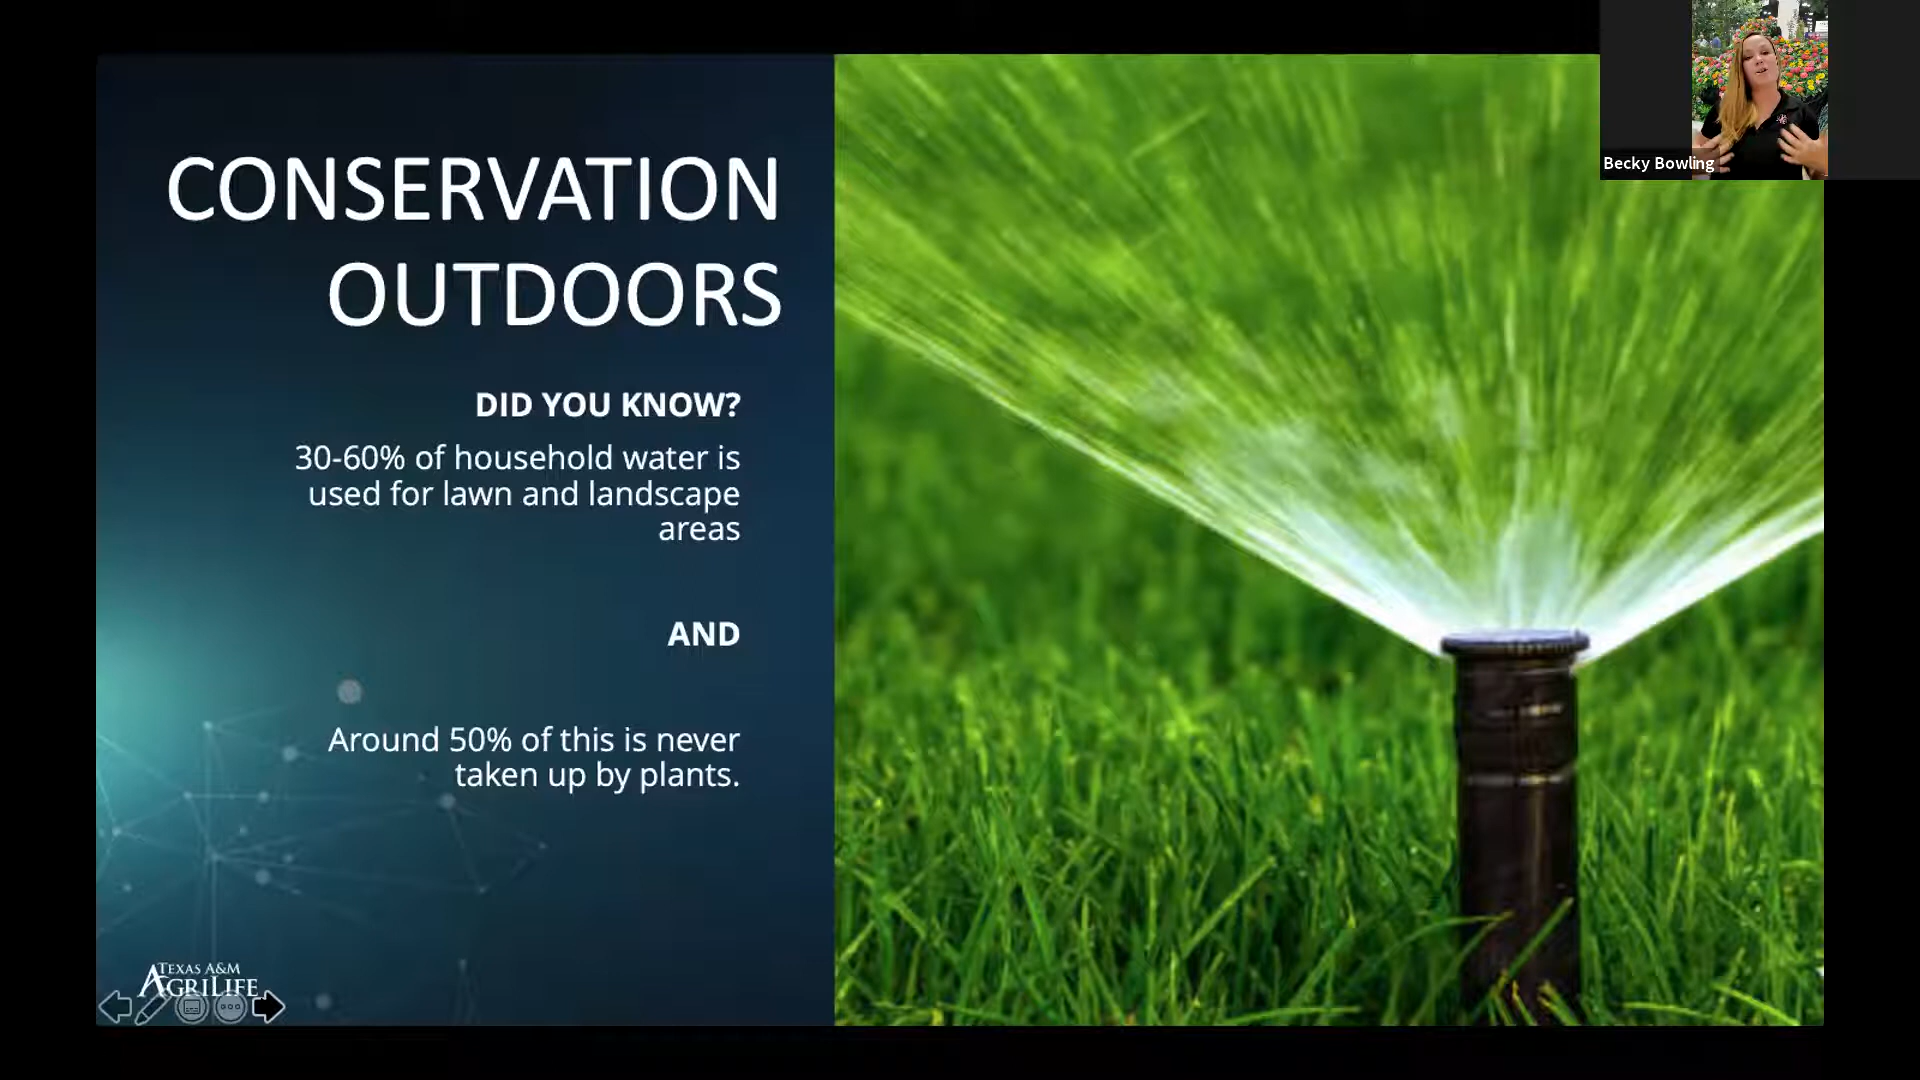 Becky Bowling
CONSERVATION
OUTDOORS
DID YOU KNOW?
30-60% of household water is
used for lawn and landscape
areas
AND
Around 50% of this is never
taken up by plants.
TEXAS A&M
AGRILIFE